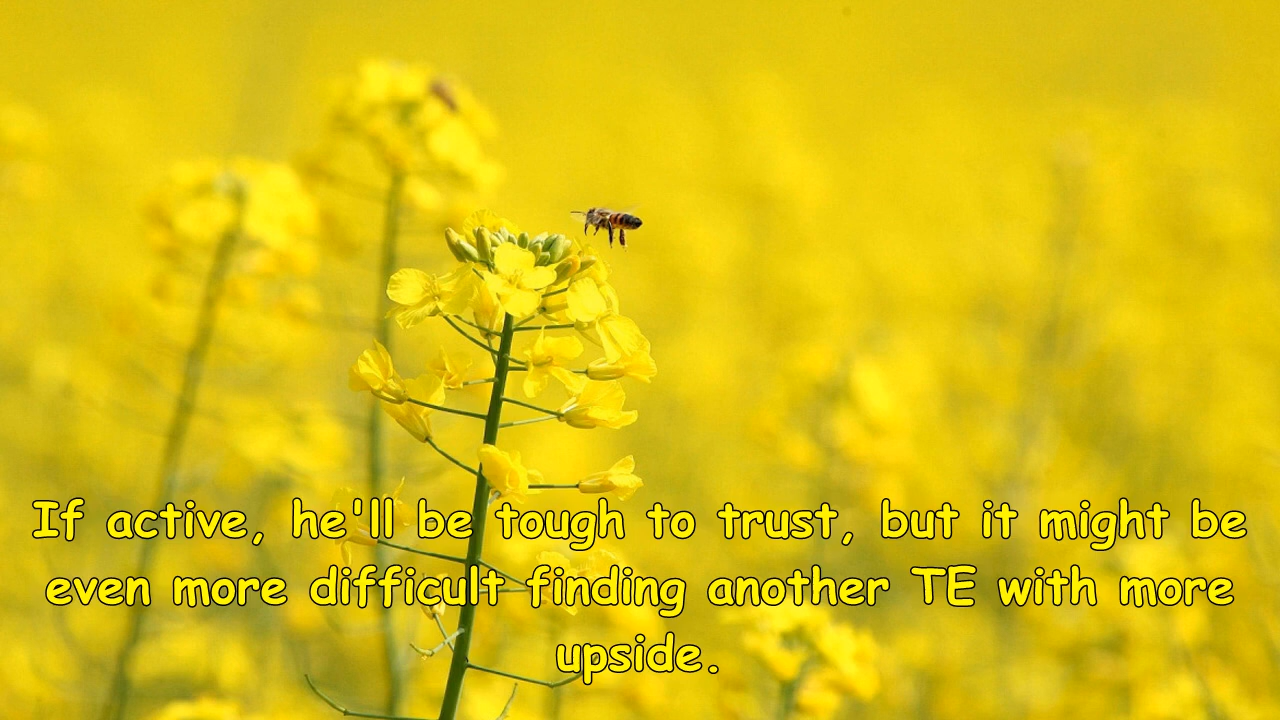 If active, he'll be tough to trust, but it might be
even more difficult finding another TE with more
upside.